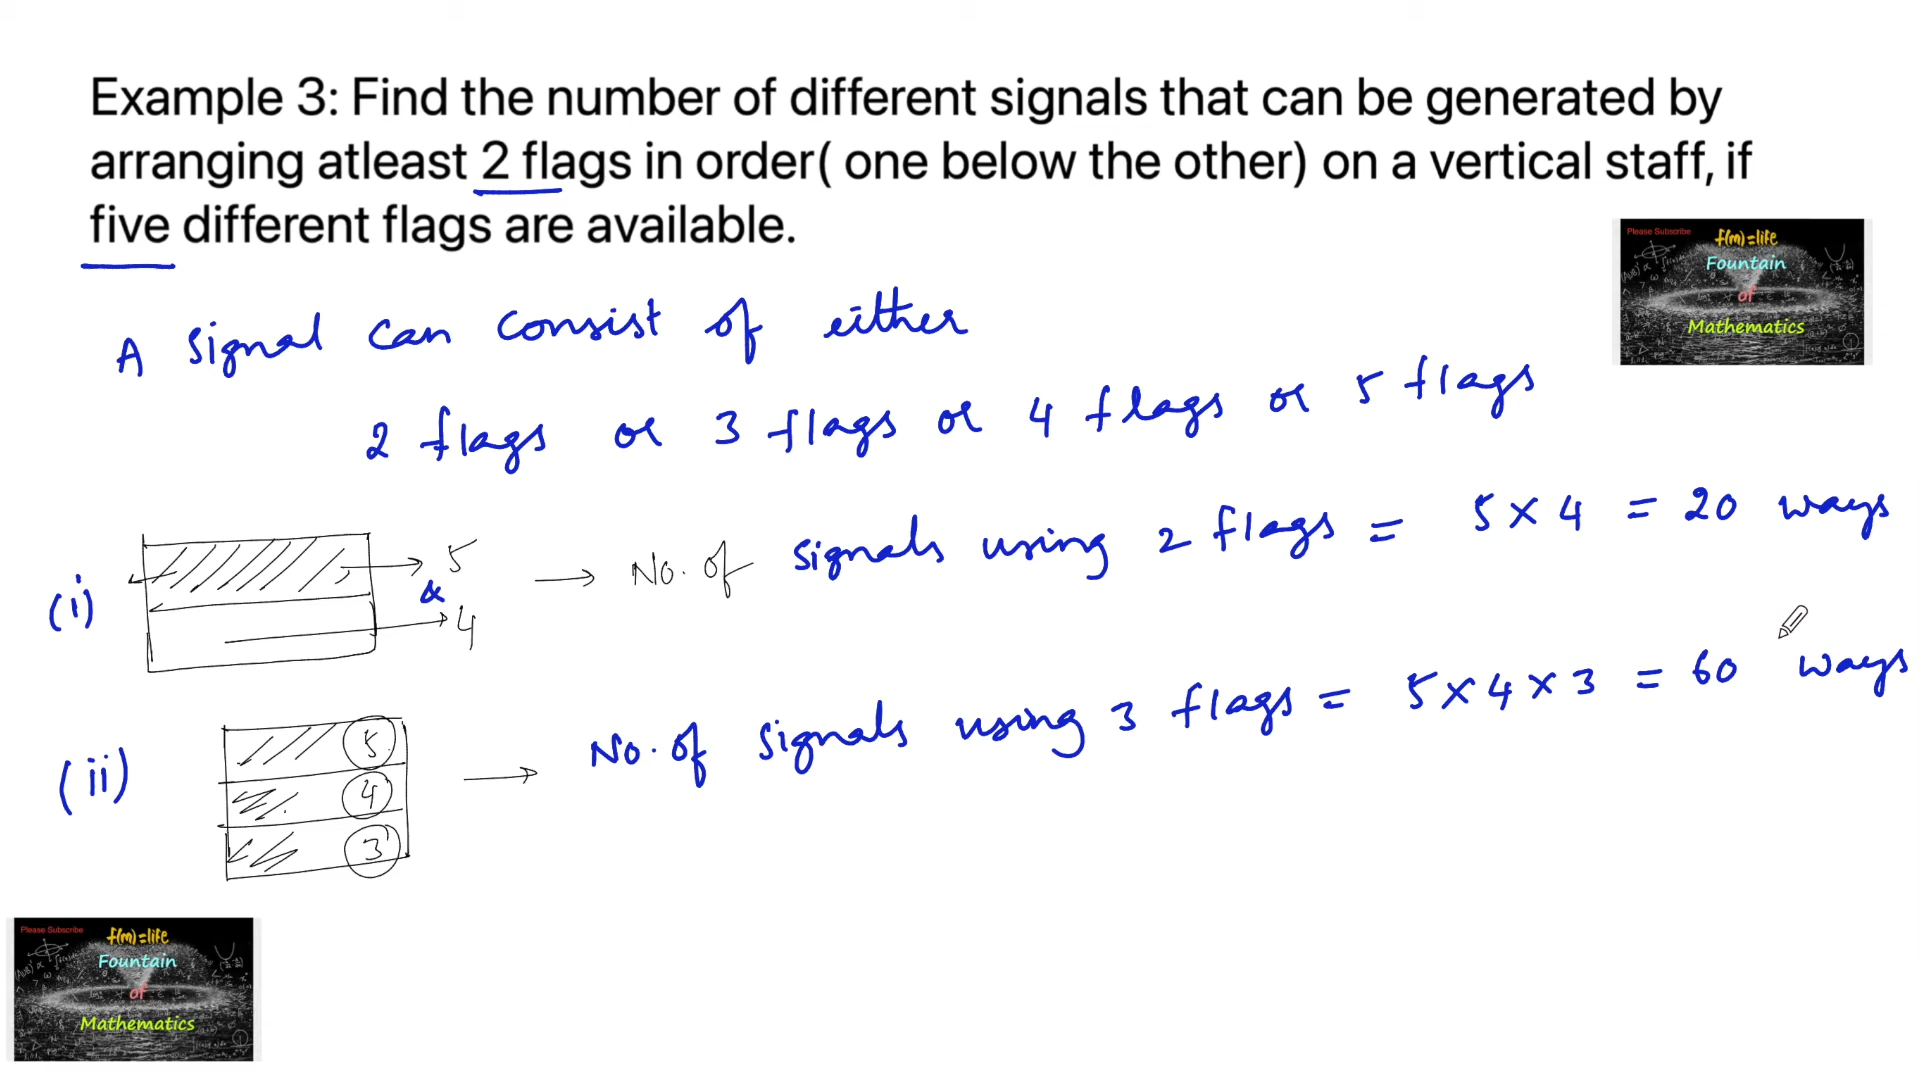 Example 3: Find the number of different signals that can be generated by
arranging atleast 2 flags in order( one below the other) on a vertical staff, if
five different flags are available.
Please Subscribe
f(m)=life
Fountain
of
Mathematics
A signal can consist of either
2 flags or 3 flags or 4 flags or 5 flags
(i) → 5 & → 4 → No. of signals using 2 flags = 5 × 4 = 20 ways
(ii) 5 4 3 → No. of signals using 3 flags = 5 × 4 × 3 = 60 ways
Please Subscribe
f(m)=life
Fountain
of
Mathematics